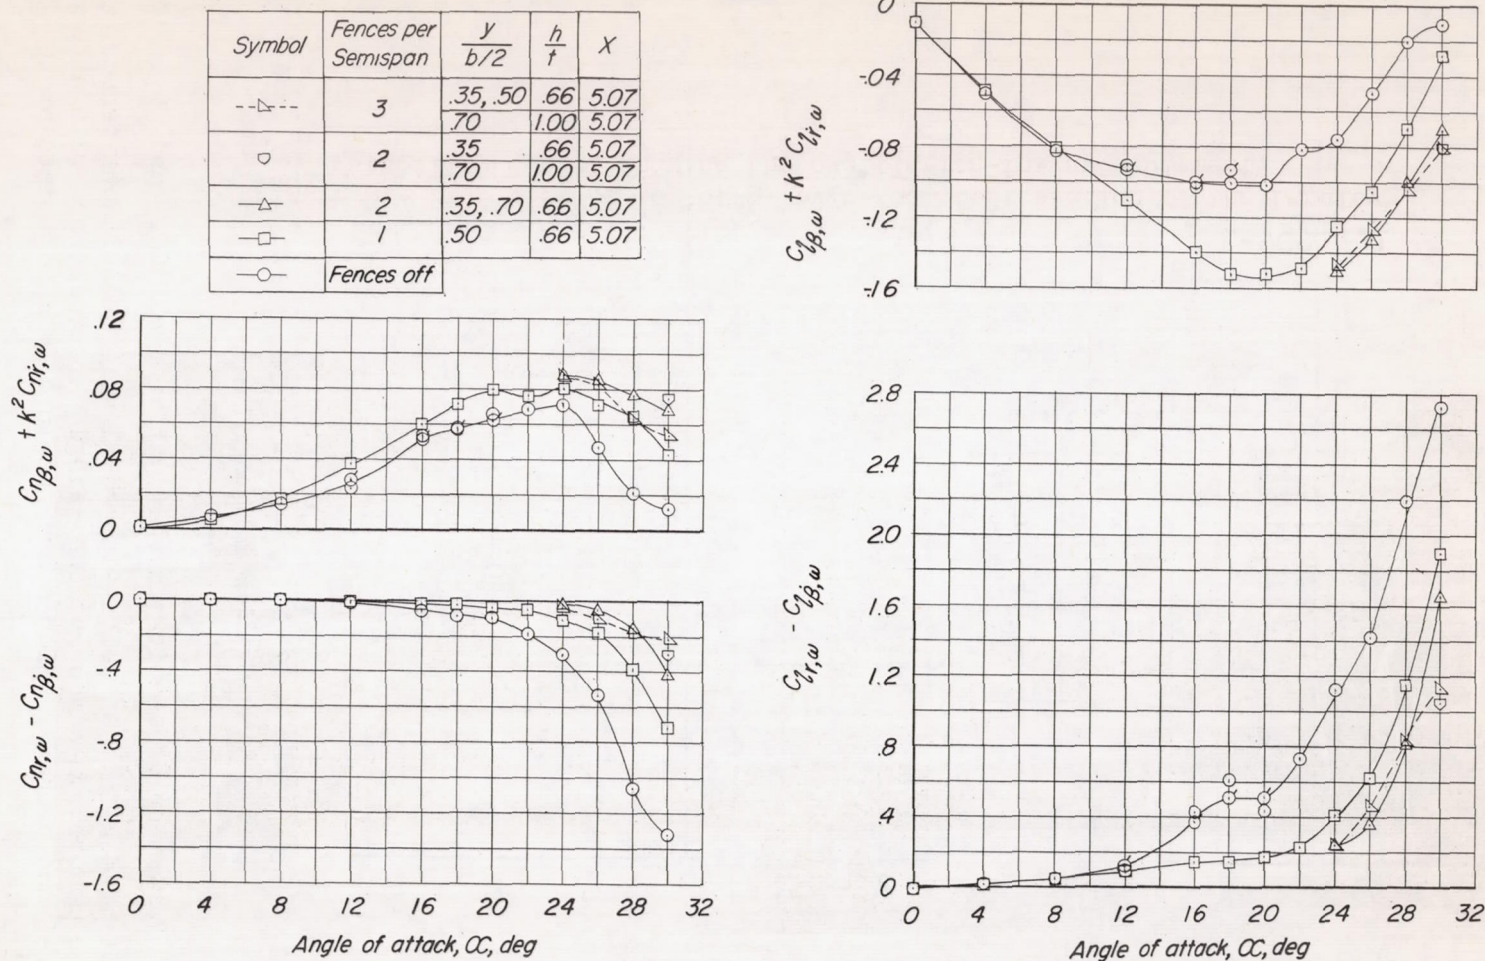 Symbol Fences per Semispan y/b/2 h/t X
3 .35, .50 .66 5.07
.70 1.00 5.07
2 .35 .66 5.07
.70 1.00 5.07
2 .35, .70 .66 5.07
1 .50 .66 5.07
Fences off
Cnβ,ω + k² Cnṙ,ω
.12
.08
.04
0
Cnr,ω - Cnβ̇,ω
0
-.4
-.8
-1.2
-1.6
0 4 8 12 16 20 24 28 32
Angle of attack, α, deg
Clβ,ω + k² Clṙ,ω
0
-.04
-.08
-.12
-.16
Clr,ω - Clβ̇,ω
2.8
2.4
2.0
1.6
1.2
.8
.4
0
0 4 8 12 16 20 24 28 32
Angle of attack, α, deg